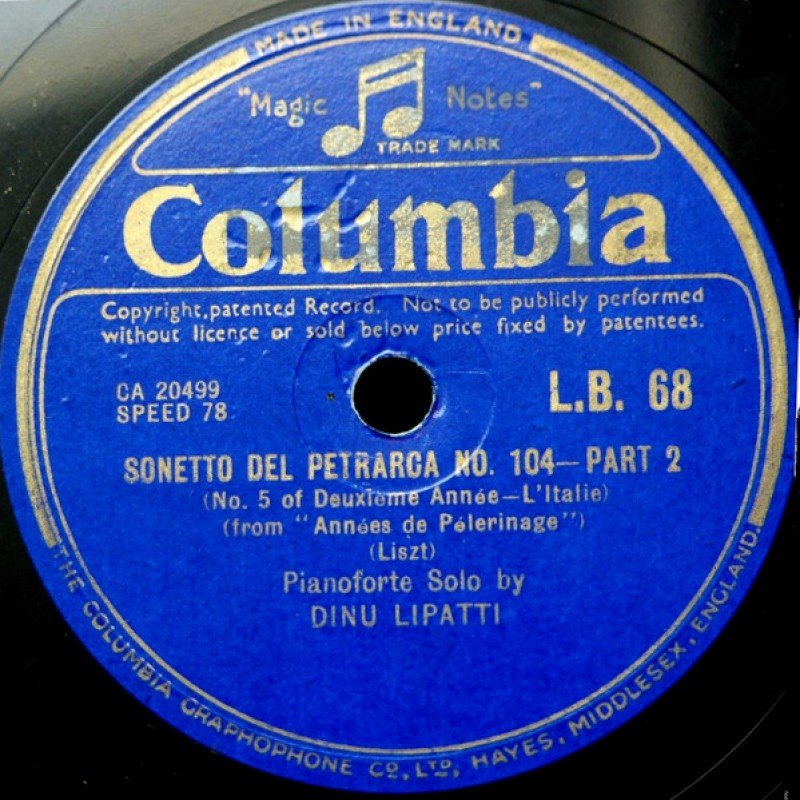 MADE IN ENGLAND
"Magic Notes"
TRADE MARK
Columbia
Copyright, patented Record. Not to be publicly performed
without licence or sold below price fixed by patentees.
CA 20499
SPEED 78
L.B. 68
SONETTO DEL PETRARCA NO. 104—PART 2
(No. 5 of Deuxième Année—L'Italie)
(from "Années de Pélerinage")
(Liszt)
Pianoforte Solo by
DINU LIPATTI
THE COLUMBIA GRAPHOPHONE CO., LTD., HAYES, MIDDLESEX, ENGLAND.